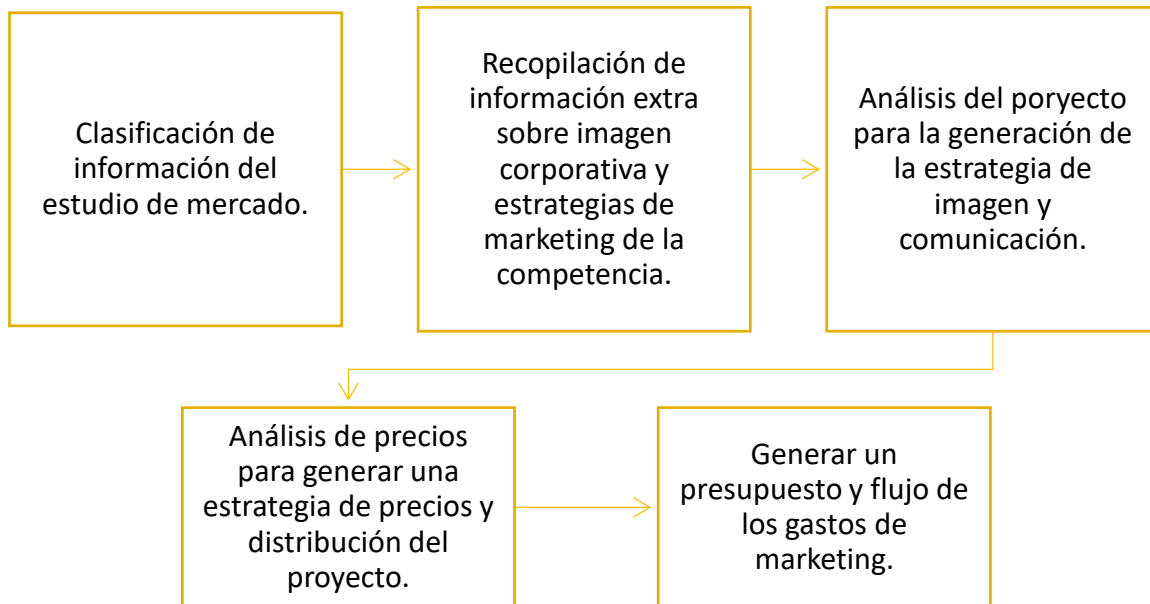 Clasificación de
información del
estudio de mercado.
Recopilación de
información extra
sobre imagen
corporativa y
estrategias de
marketing de la
competencia.
Análisis del poryecto
para la generación de
la estrategia de
imagen y
comunicación.
Análisis de precios
para generar una
estrategia de precios y
distribución del
proyecto.
Generar un
presupuesto y flujo de
los gastos de
marketing.